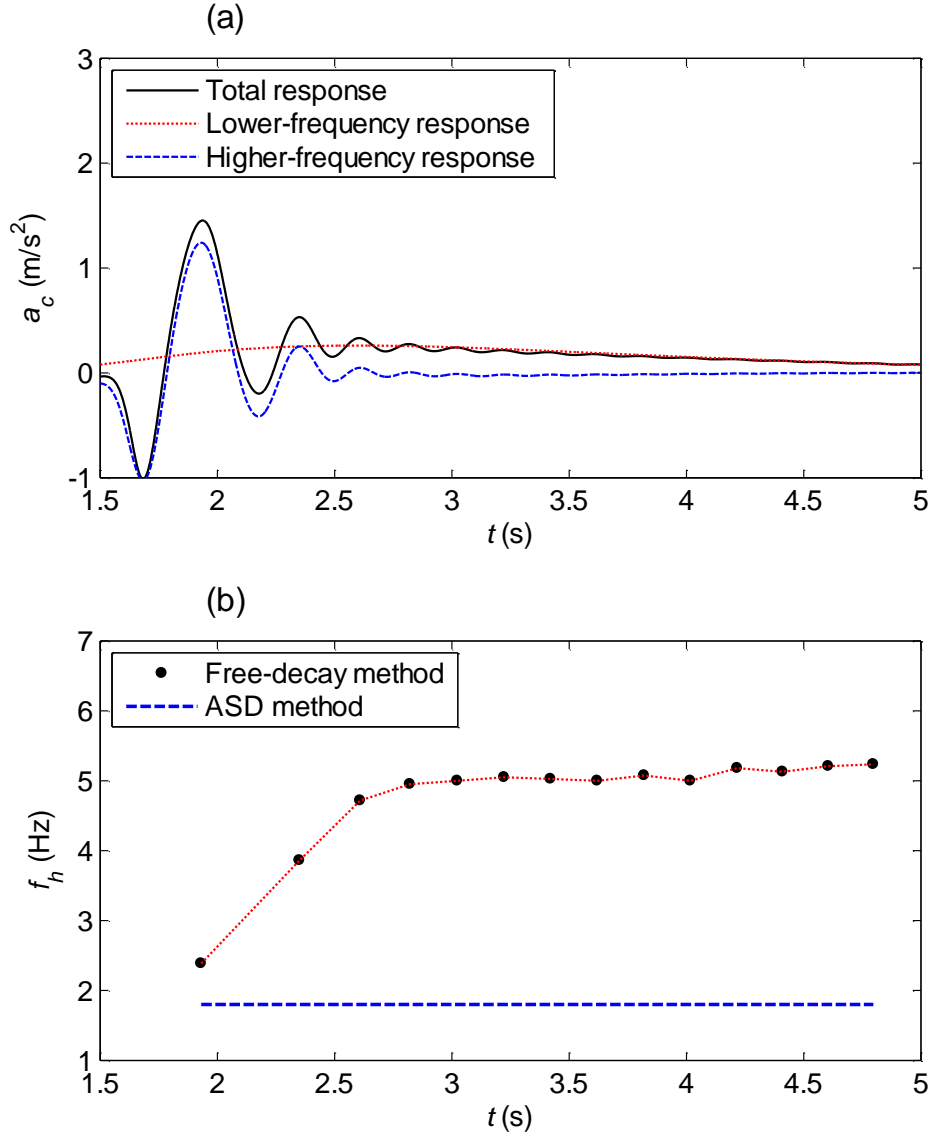 (a)
3
Total response
Lower-frequency response
2
Higher-frequency response
a_c (m/s²)
1
0
-1
1.5 2 2.5 3 3.5 4 4.5 5
t (s)
(b)
7
Free-decay method
6
ASD method
5
f_h (Hz)
4
3
2
1
1.5 2 2.5 3 3.5 4 4.5 5
t (s)